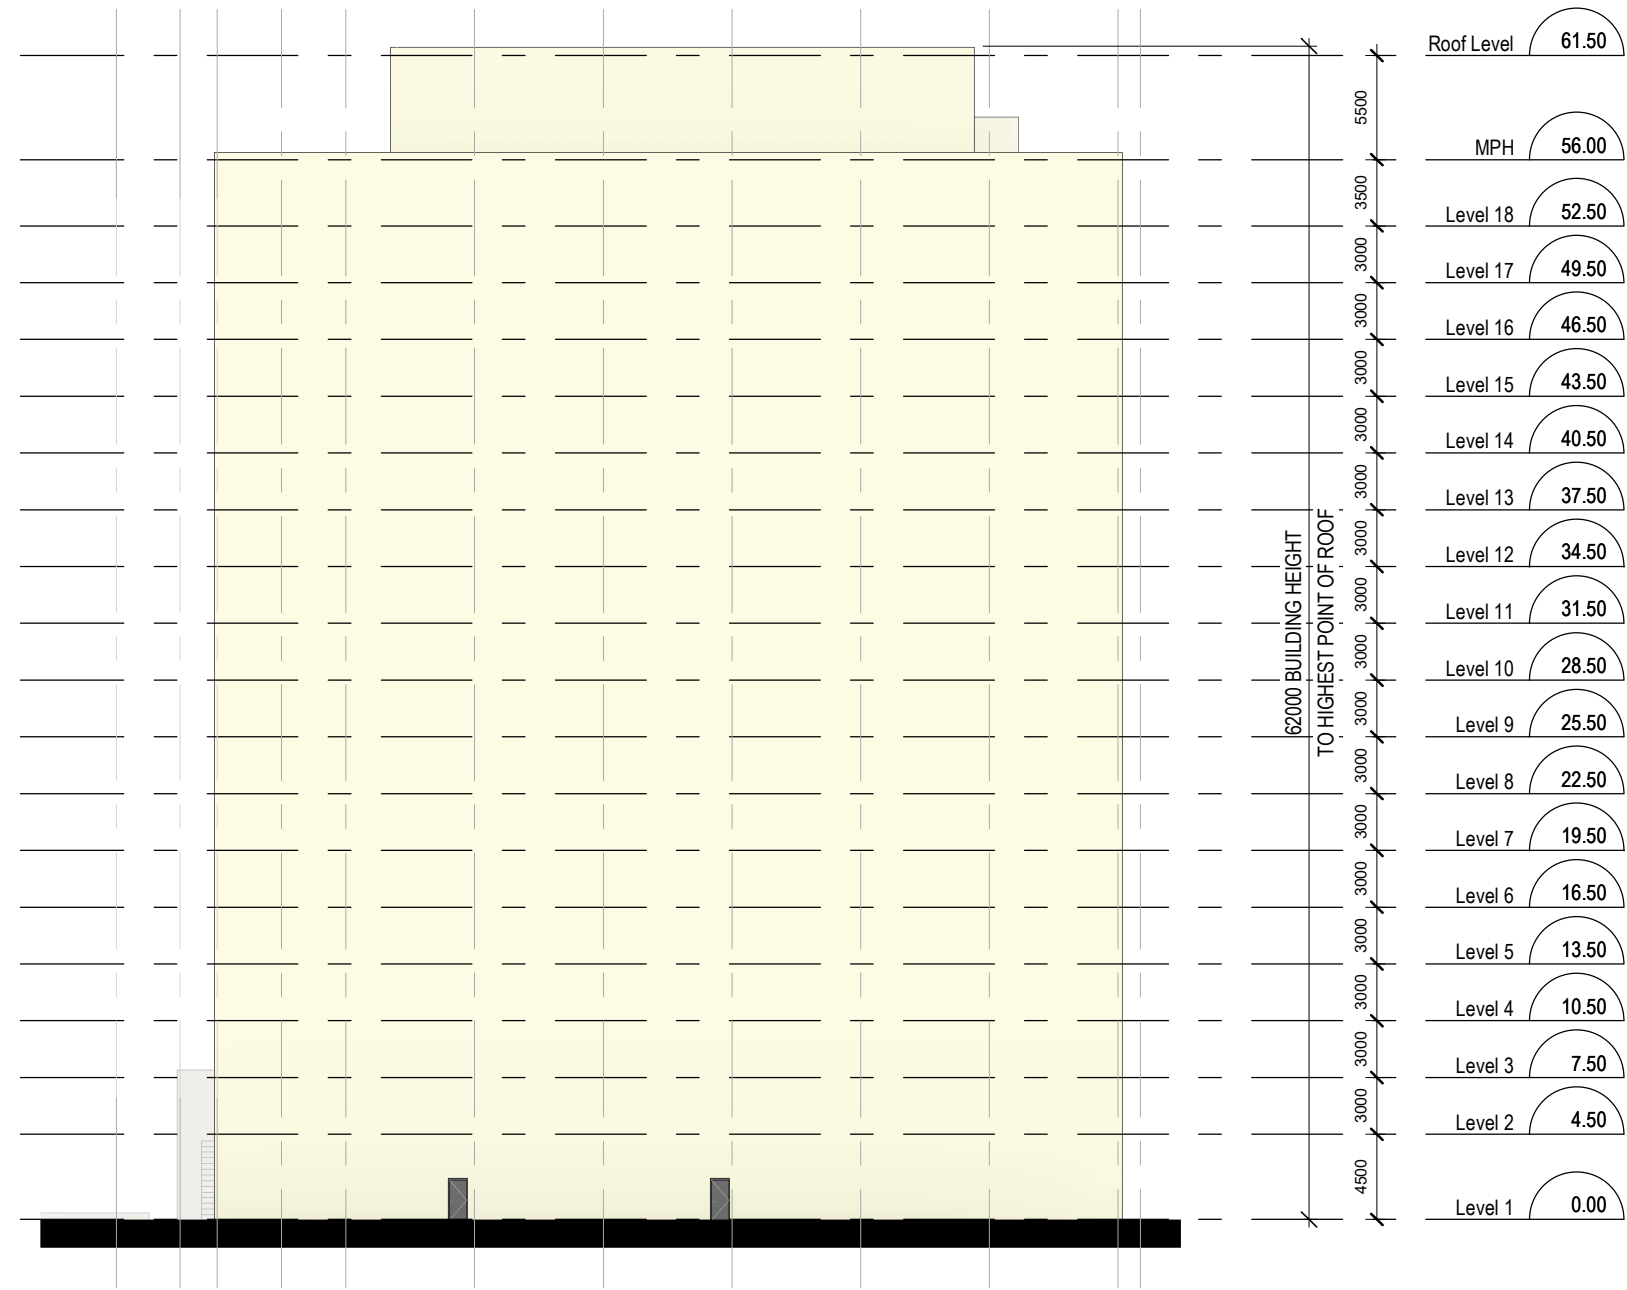 Roof Level 61.50
5500
MPH 56.00
3500
Level 18 52.50
3000
Level 17 49.50
3000
Level 16 46.50
3000
Level 15 43.50
3000
Level 14 40.50
3000
Level 13 37.50
3000
Level 12 34.50
3000
Level 11 31.50
3000
Level 10 28.50
3000
Level 9 25.50
3000
Level 8 22.50
3000
Level 7 19.50
3000
Level 6 16.50
3000
Level 5 13.50
3000
Level 4 10.50
3000
Level 3 7.50
3000
Level 2 4.50
4500
Level 1 0.00
62000 BUILDING HEIGHT
TO HIGHEST POINT OF ROOF